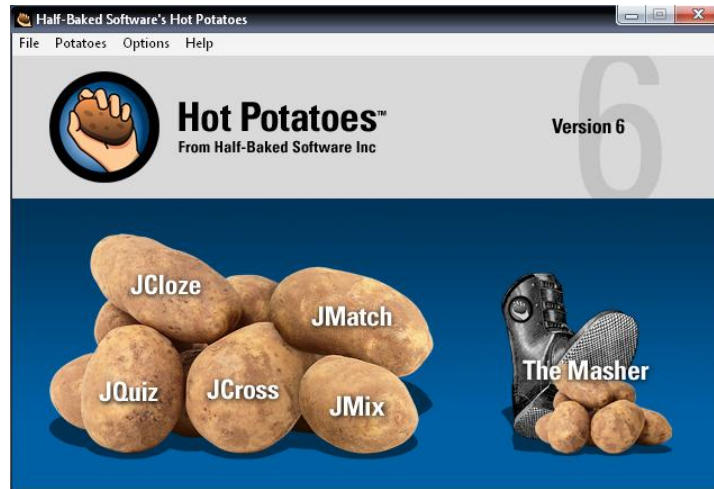 Half-Baked Software's Hot Potatoes
File Potatoes Options Help
6
Hot Potatoes™
From Half-Baked Software Inc
Version 6
JCloze
JMatch
JQuiz
JCross
JMix
The Masher